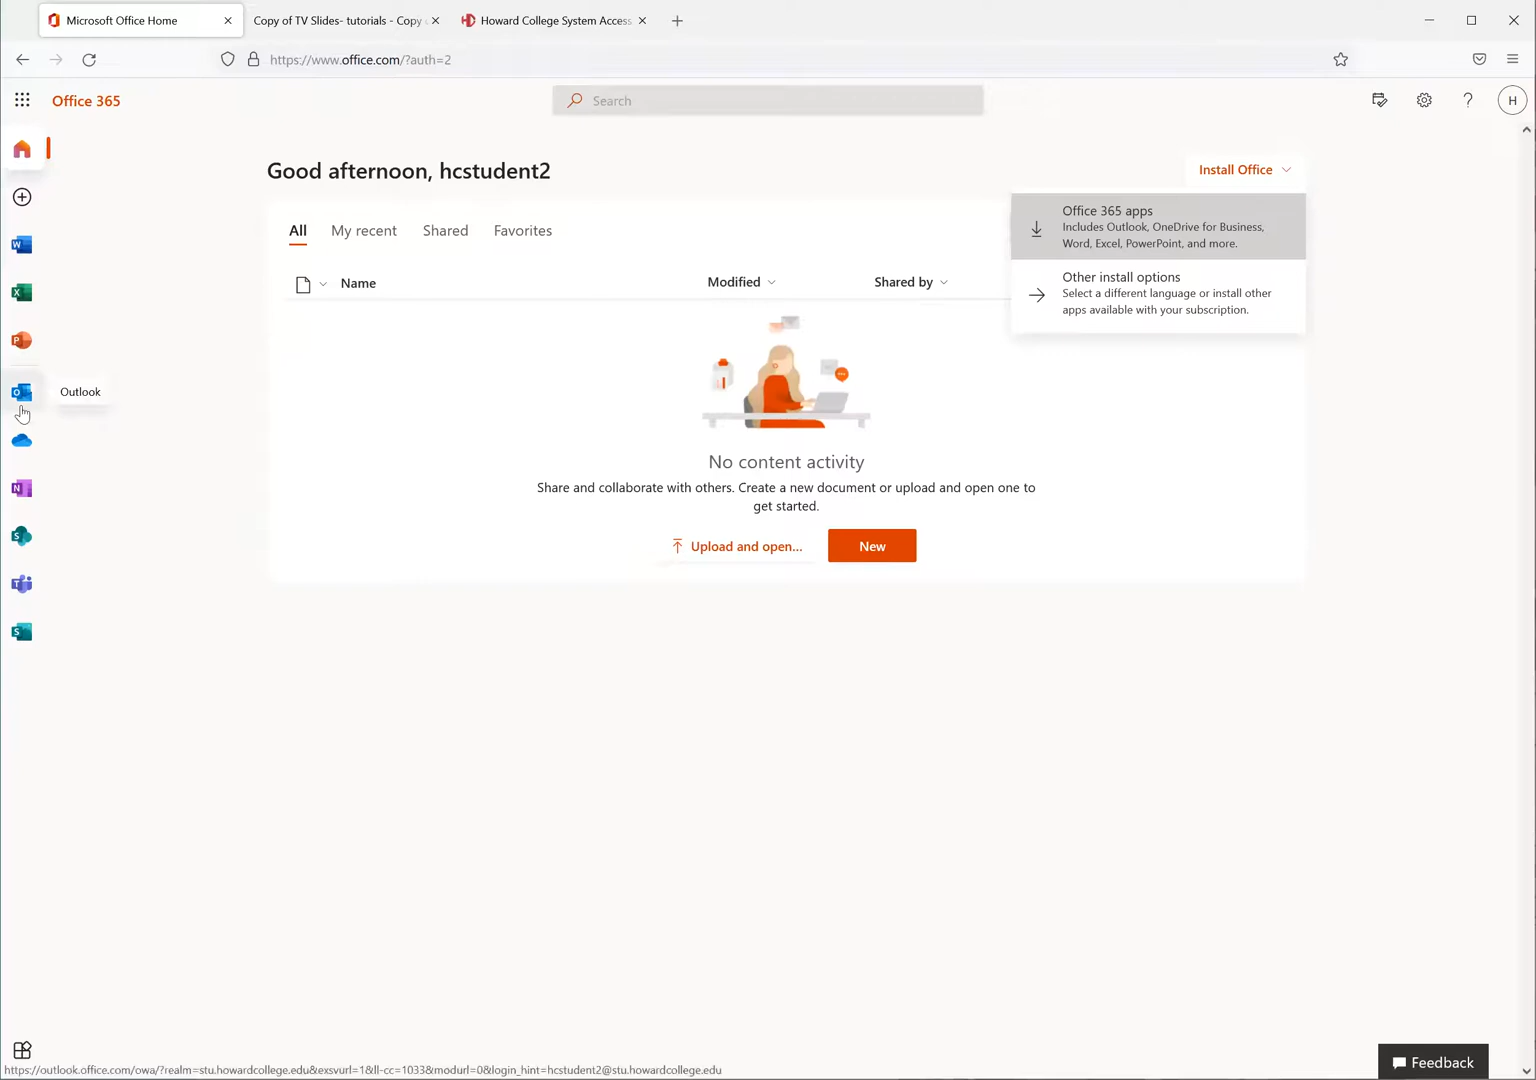 Microsoft Office Home
Copy of TV Slides- tutorials - Copy
Howard College System Access
https://www.office.com/?auth=2
Office 365
Search
H
Good afternoon, hcstudent2
Install Office
Office 365 apps
Includes Outlook, OneDrive for Business,
Word, Excel, PowerPoint, and more.
Other install options
Select a different language or install other
apps available with your subscription.
All
My recent
Shared
Favorites
Name
Modified
Shared by
Outlook
No content activity
Share and collaborate with others. Create a new document or upload and open one to
get started.
Upload and open...
New
Feedback
https://outlook.office.com/owa/?realm=stu.howardcollege.edu&exsvurl=1&ll-cc=1033&modurl=0&login_hint=hcstudent2@stu.howardcollege.edu